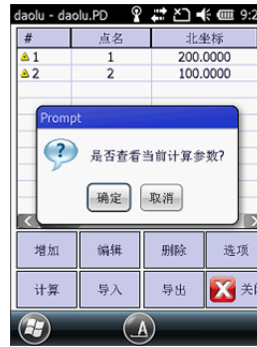 daolu - daolu.PD 9:2
# 点名 北坐标
1 1 200.0000
2 2 100.0000
Prompt
是否查看当前计算参数?
确定 取消
增加 编辑 删除 选项
计算 导入 导出 关闭
A